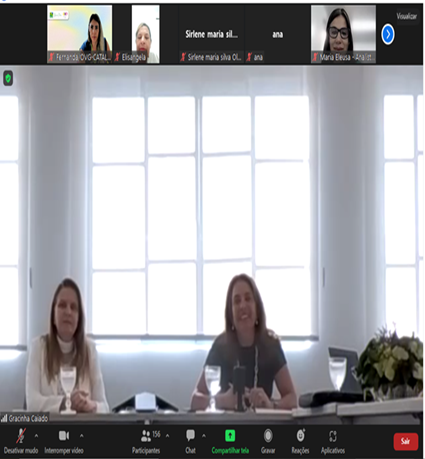 Visualizar
Sirlene maria sil...
ana
Fernanda/OVG-CATAL...
Elisangela
Sirlene maria silva Ol...
ana
Maria Eleusa - Analist...
Gracinha Caiado
156
Desativar mudo
Interromper vídeo
Participantes
Chat
Compartilhar tela
Gravar
Reações
Aplicativos
Sair